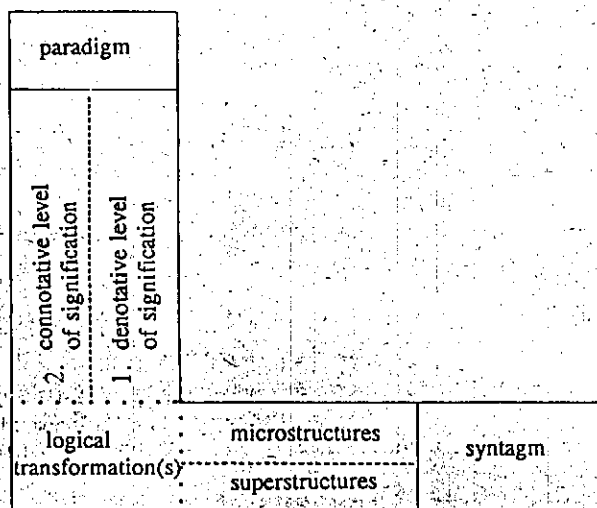 paradigm
2. connotative level
of signification
1. denotative level
of signification
logical
transformation(s)
microstructures
superstructures
syntagm